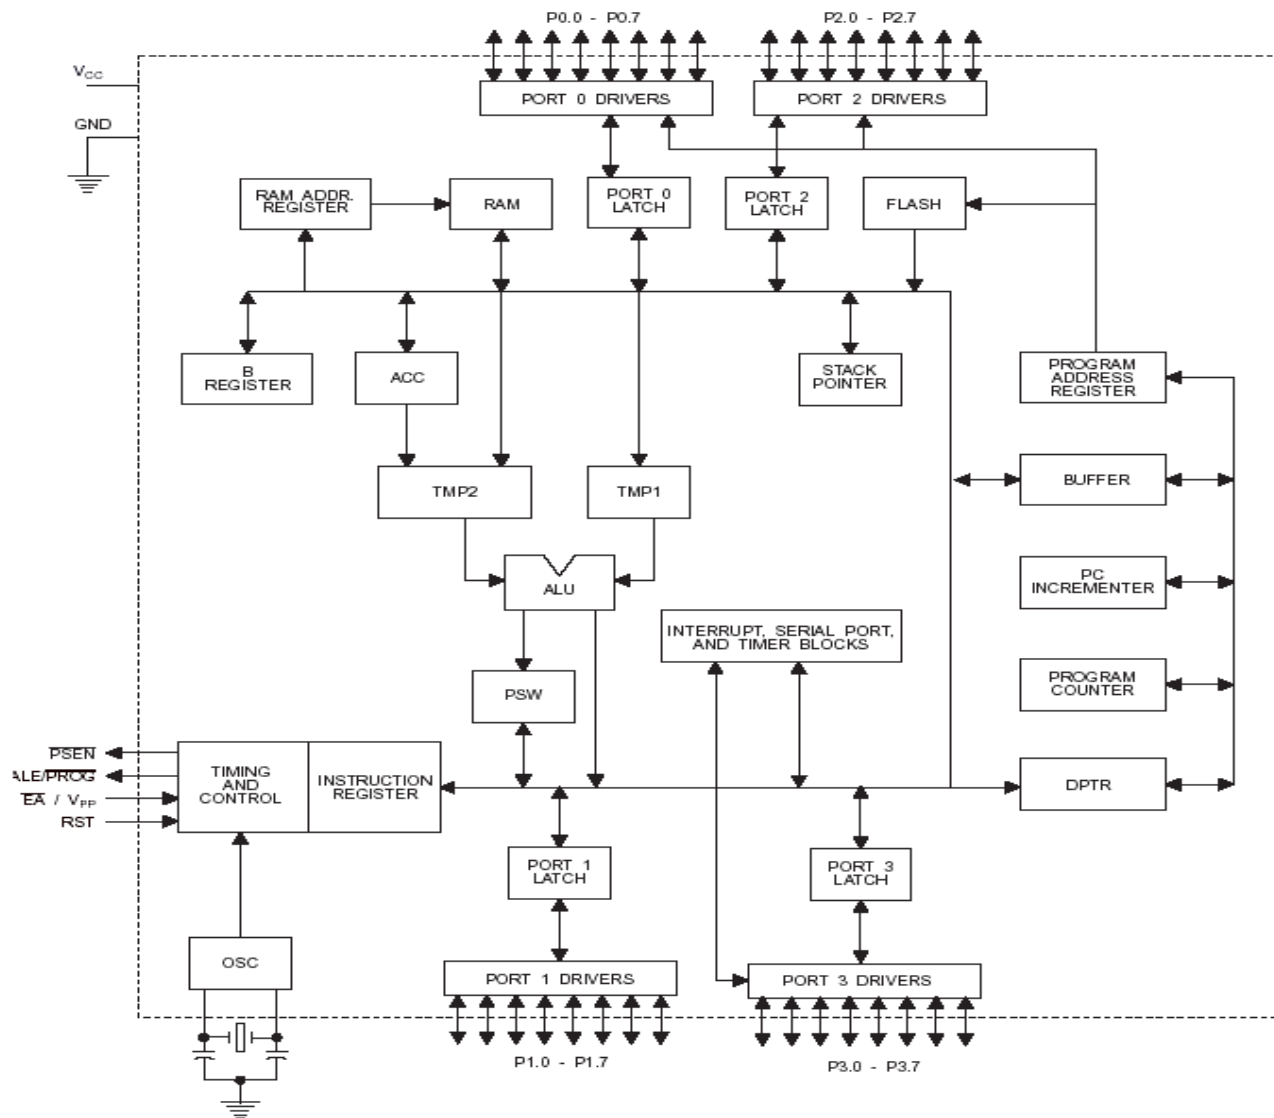 P0.0 - P0.7
P2.0 - P2.7
VCC
GND
PORT 0 DRIVERS
PORT 2 DRIVERS
RAM ADDR.
REGISTER
RAM
PORT 0
LATCH
PORT 2
LATCH
FLASH
B
REGISTER
ACC
STACK
POINTER
PROGRAM
ADDRESS
REGISTER
TMP2
TMP1
BUFFER
ALU
PC
INCREMENTER
INTERRUPT, SERIAL PORT,
AND TIMER BLOCKS
PSW
PROGRAM
COUNTER
PSEN
ALE/PROG
EA / VPP
RST
TIMING
AND
CONTROL
INSTRUCTION
REGISTER
DPTR
PORT 1
LATCH
PORT 3
LATCH
OSC
PORT 1 DRIVERS
PORT 3 DRIVERS
P1.0 - P1.7
P3.0 - P3.7